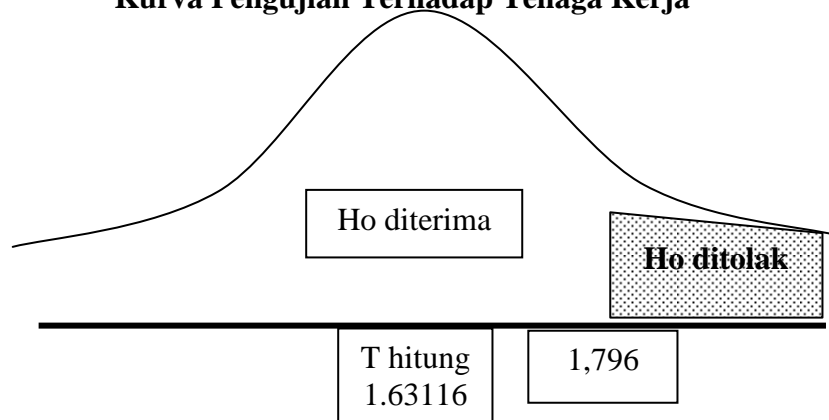 Kurva Pengujian Terhadap Tenaga Kerja
Ho diterima
Ho ditolak
T hitung
1.63116
1,796